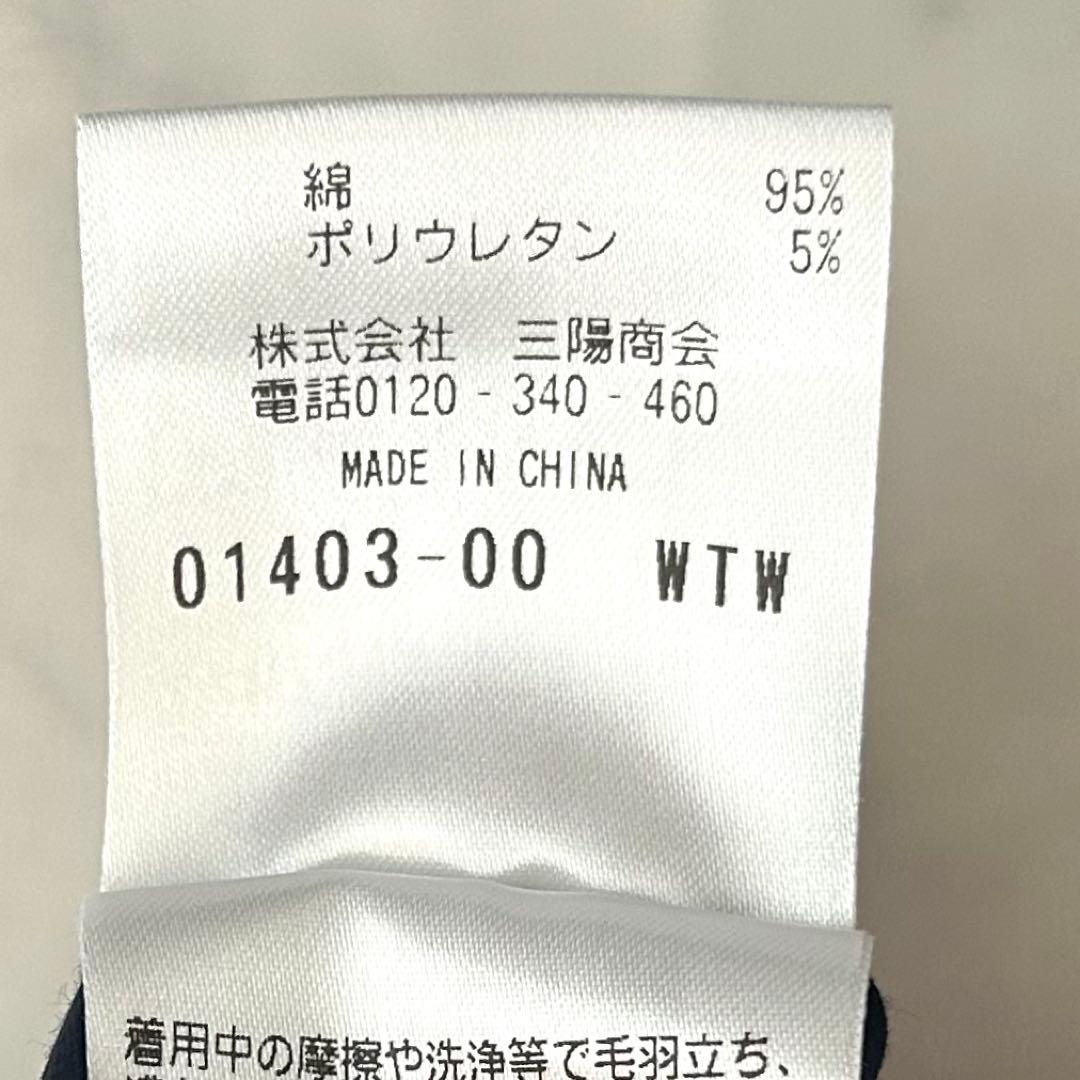 綿 95%
ポリウレタン 5%
株式会社 三陽商会
電話0120-340-460
MADE IN CHINA
01403-00 WTW
着用中の摩擦や洗浄等で毛羽立ち、